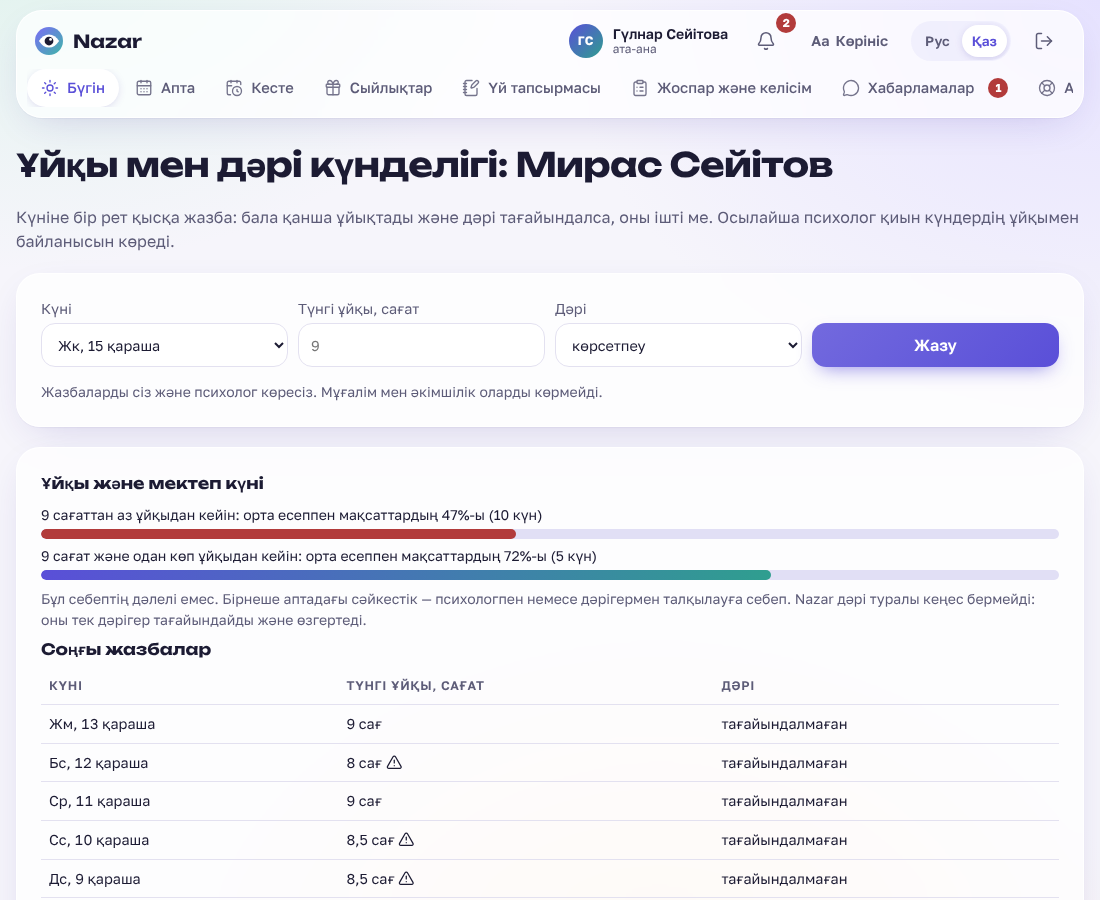 Nazar
ГС
Гүлнар Сейітова
ата-ана
2
Aa Көрініс
Рус
Қаз
Бүгін
Апта
Кесте
Сыйлықтар
Үй тапсырмасы
Жоспар және келісім
Хабарламалар
1
Ұйқы мен дәрі күнделігі: Мирас Сейітов
Күніне бір рет қысқа жазба: бала қанша ұйықтады және дәрі тағайындалса, оны ішті ме. Осылайша психолог қиын күндердің ұйқымен
байланысын көреді.
Күні
Түнгі ұйқы, сағат
Дәрі
Жк, 15 қараша
9
көрсетпеу
Жазу
Жазбаларды сіз және психолог көресіз. Мұғалім мен әкімшілік оларды көрмейді.
Ұйқы және мектеп күні
9 сағаттан аз ұйқыдан кейін: орта есеппен мақсаттардың 47%-ы (10 күн)
9 сағат және одан көп ұйқыдан кейін: орта есеппен мақсаттардың 72%-ы (5 күн)
Бұл себептің дәлелі емес. Бірнеше аптадағы сәйкестік — психологпен немесе дәрігермен талқылауға себеп. Nazar дәрі туралы кеңес бермейді:
оны тек дәрігер тағайындайды және өзгертеді.
Соңғы жазбалар
КҮНІ
ТҮНГІ ҰЙҚЫ, САҒАТ
ДӘРІ
Жм, 13 қараша
9 сағ
тағайындалмаған
Бс, 12 қараша
8 сағ
тағайындалмаған
Ср, 11 қараша
9 сағ
тағайындалмаған
Сс, 10 қараша
8,5 сағ
тағайындалмаған
Дс, 9 қараша
8,5 сағ
тағайындалмаған